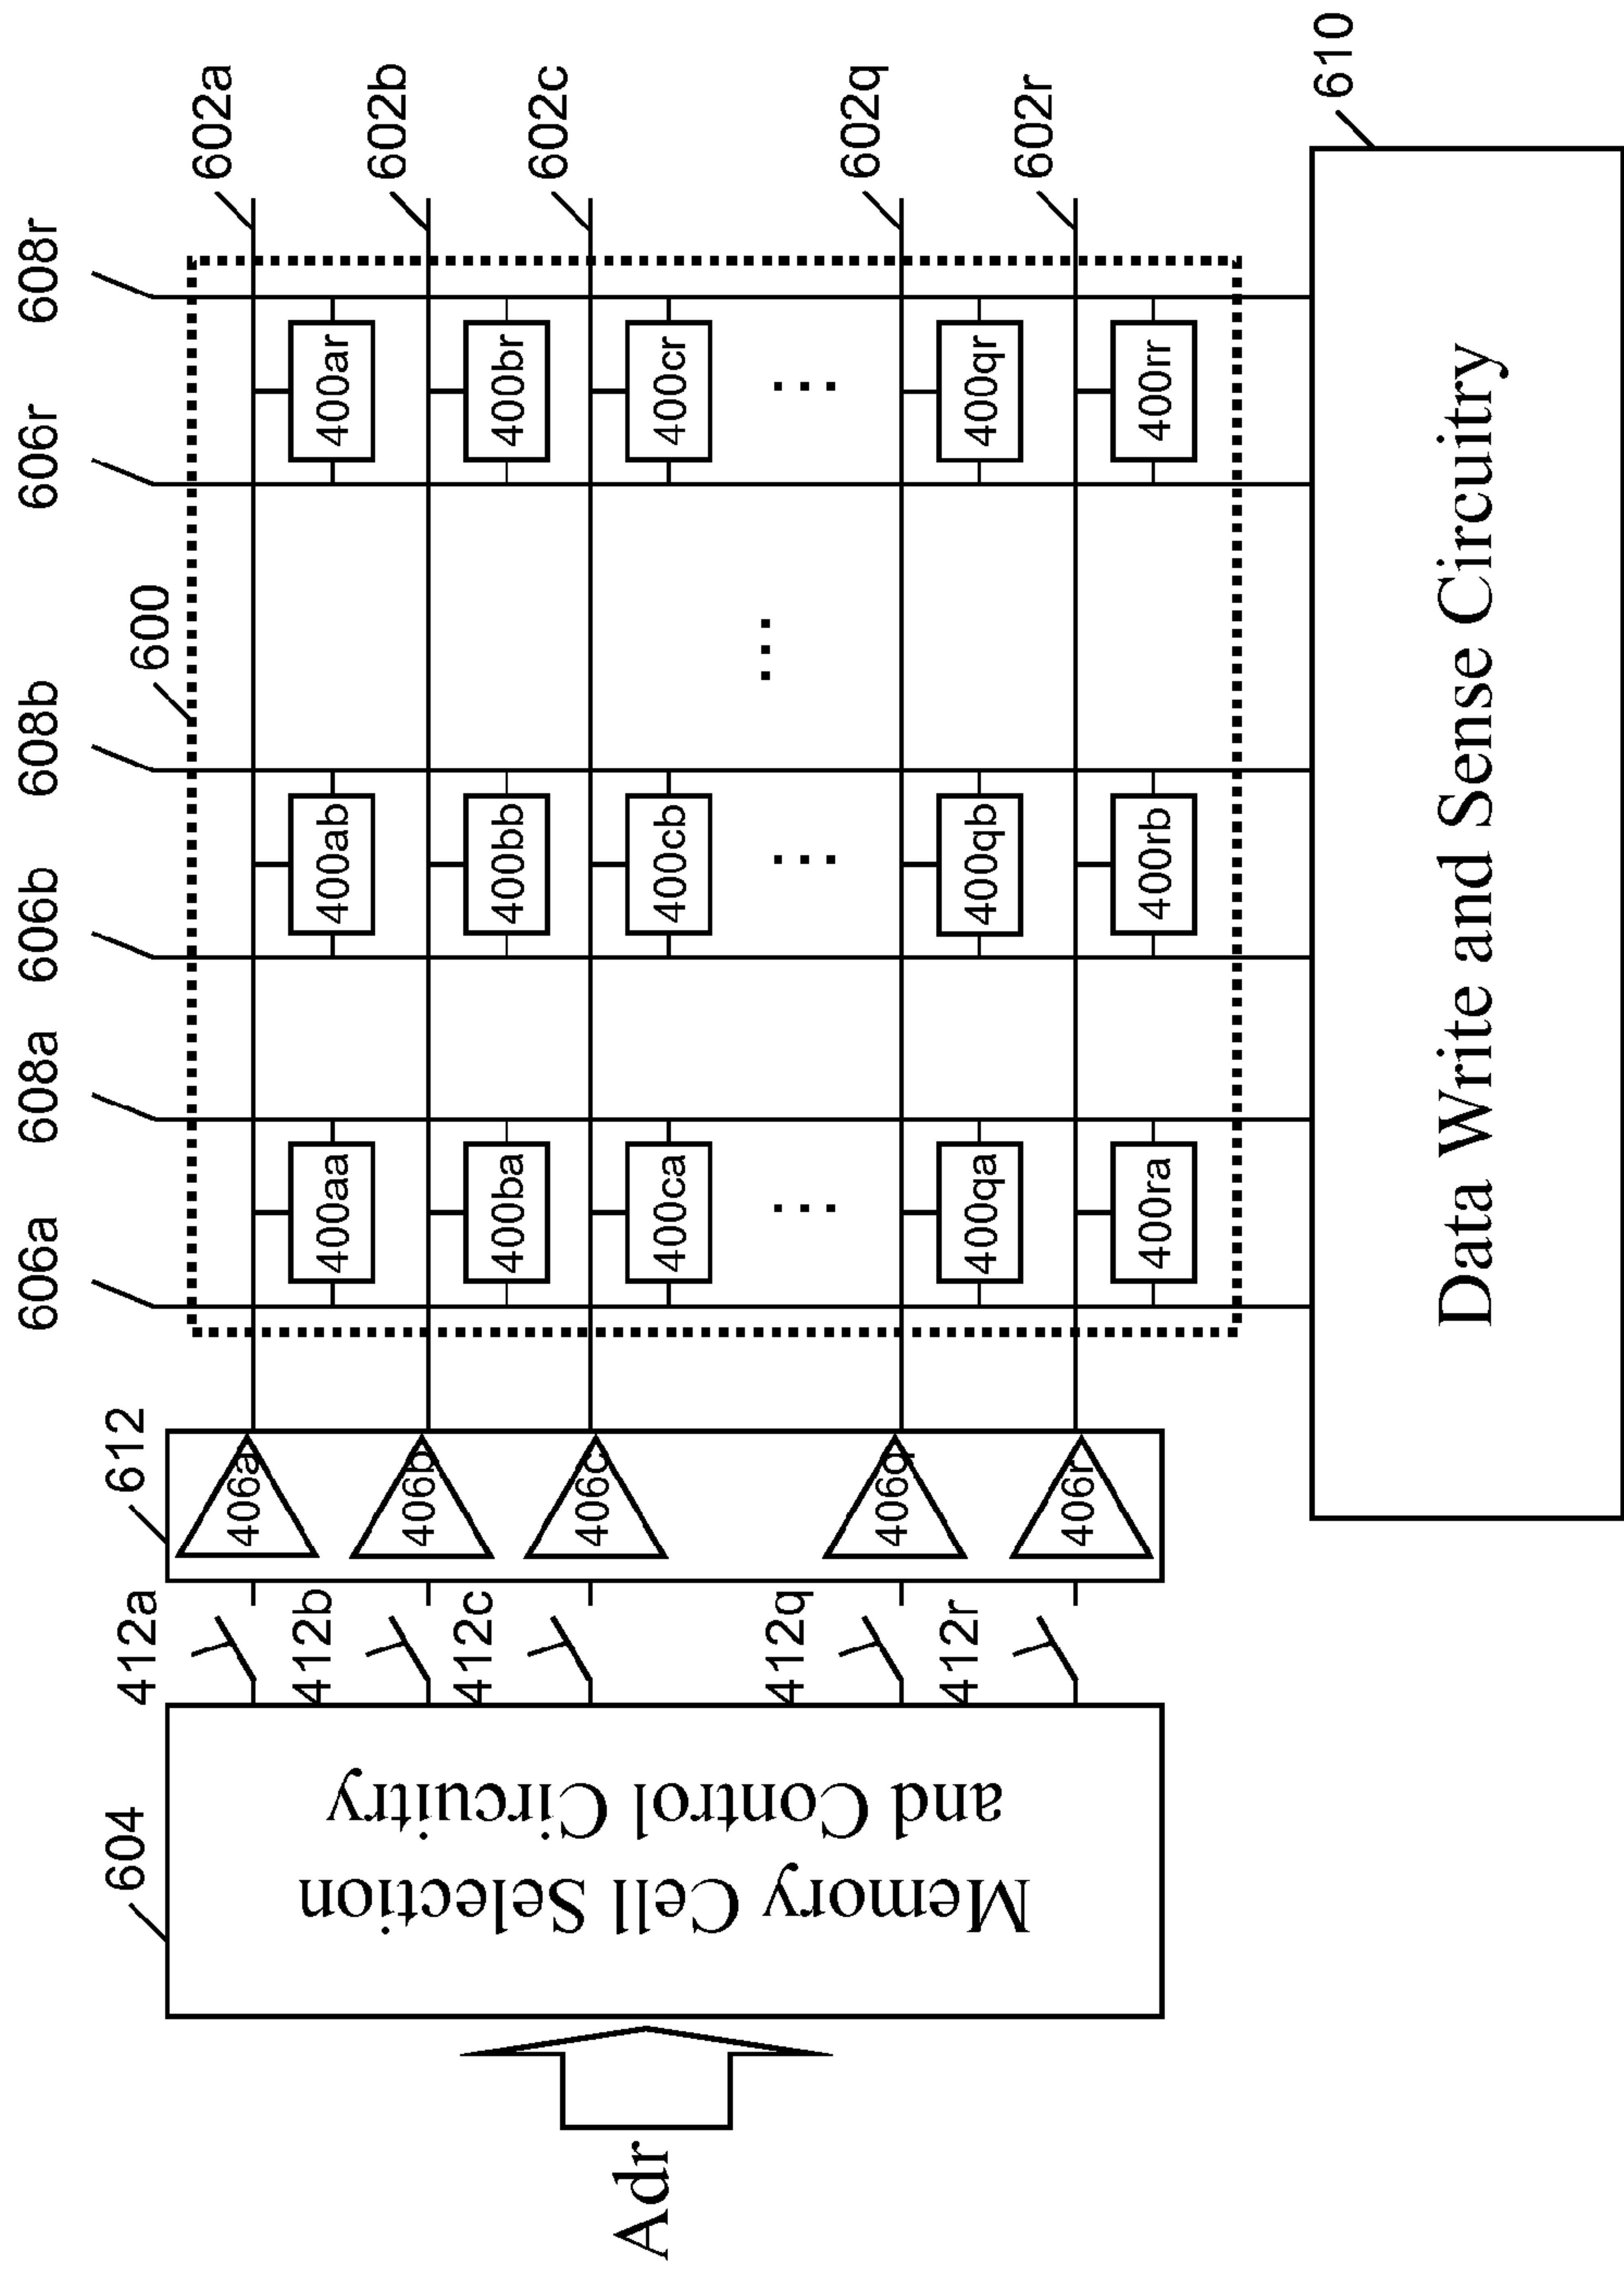 606a 608a 606b 608b 606r 608r
600
602a
602b
602c
602q
602r
604
612
610
412a
412b
412c
412q
412r
406a
406b
406c
406q
406r
400aa 400ab 400ar
400ba 400bb 400br
400ca 400cb 400cr
... ... ...
...
400qa 400qb 400qr
400ra 400rb 400rr
Adr
Memory Cell Selection
and Control Circuitry
Data Write and Sense Circuitry